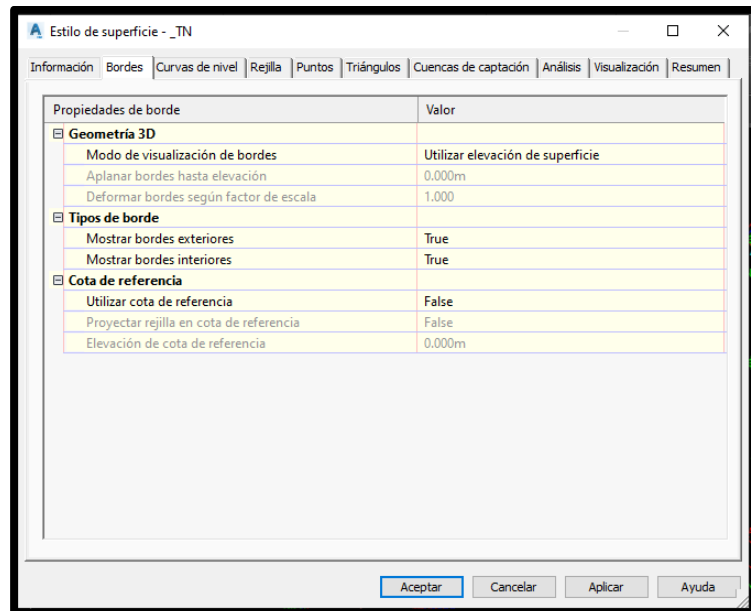 Estilo de superficie - _TN
Información Bordes Curvas de nivel Rejilla Puntos Triángulos Cuencas de captación Análisis Visualización Resumen
Propiedades de borde Valor
Geometría 3D
Modo de visualización de bordes Utilizar elevación de superficie
Aplanar bordes hasta elevación 0.000m
Deformar bordes según factor de escala 1.000
Tipos de borde
Mostrar bordes exteriores True
Mostrar bordes interiores True
Cota de referencia
Utilizar cota de referencia False
Proyectar rejilla en cota de referencia False
Elevación de cota de referencia 0.000m
Aceptar Cancelar Aplicar Ayuda